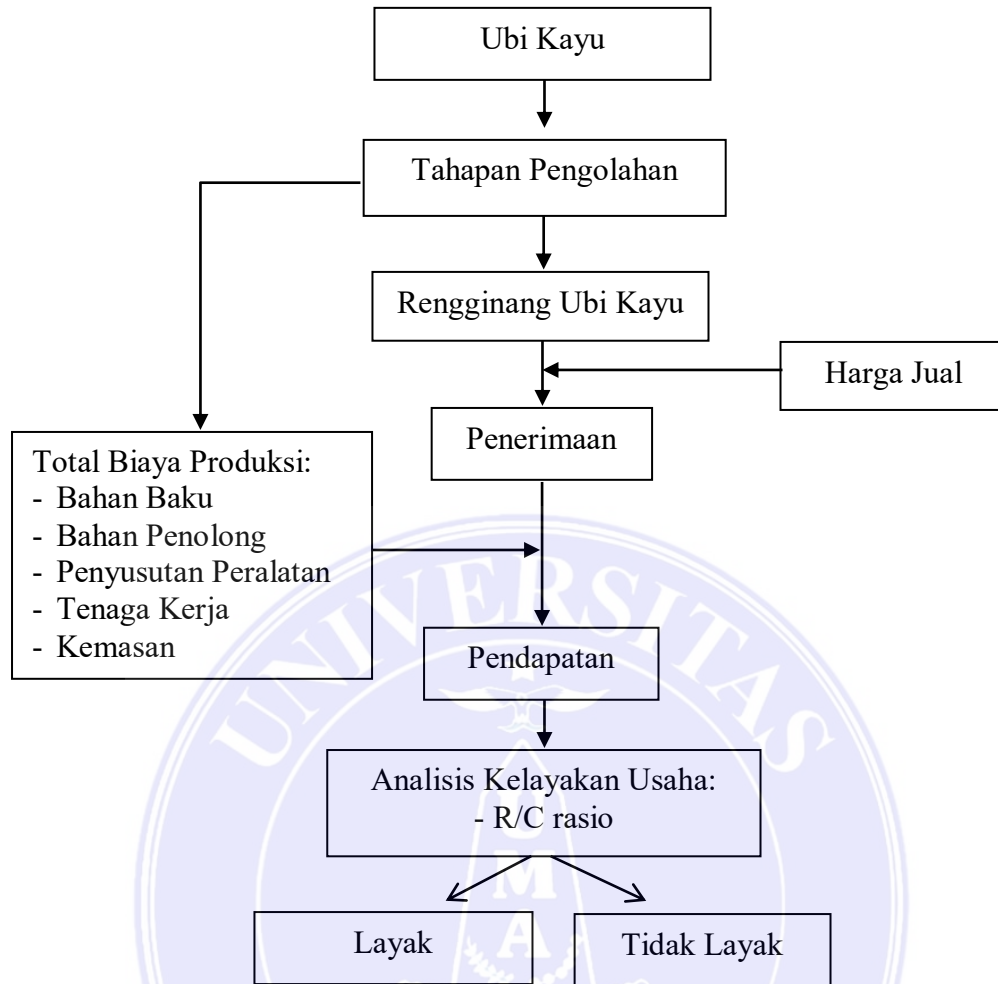 Ubi Kayu
Tahapan Pengolahan
Rengginang Ubi Kayu
Harga Jual
Penerimaan
Total Biaya Produksi:
- Bahan Baku
- Bahan Penolong
- Penyusutan Peralatan
- Tenaga Kerja
- Kemasan
Pendapatan
Analisis Kelayakan Usaha:
- R/C rasio
Layak
Tidak Layak
UNIVERSITAS
U
M
A